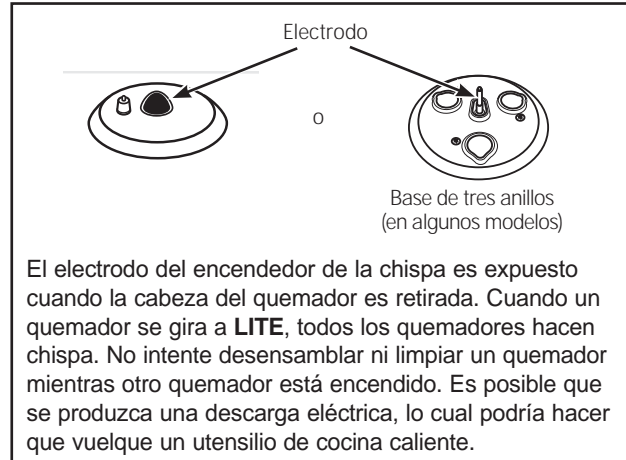 Electrodo
o
Base de tres anillos
(en algunos modelos)
El electrodo del encendedor de la chispa es expuesto
cuando la cabeza del quemador es retirada. Cuando un
quemador se gira a LITE, todos los quemadores hacen
chispa. No intente desensamblar ni limpiar un quemador
mientras otro quemador está encendido. Es posible que
se produzca una descarga eléctrica, lo cual podría hacer
que vuelque un utensilio de cocina caliente.